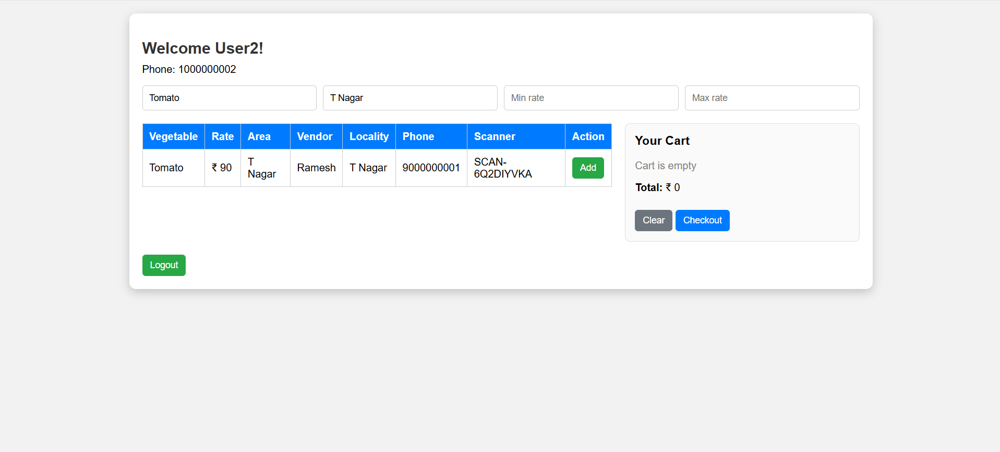 Welcome User2!
Phone: 1000000002
Tomato T Nagar Min rate Max rate
Vegetable Rate Area Vendor Locality Phone Scanner Action
Tomato ₹ 90 T Nagar Ramesh T Nagar 9000000001 SCAN-6Q2DIYVKA Add
Your Cart
Cart is empty
Total: ₹ 0
Clear Checkout
Logout